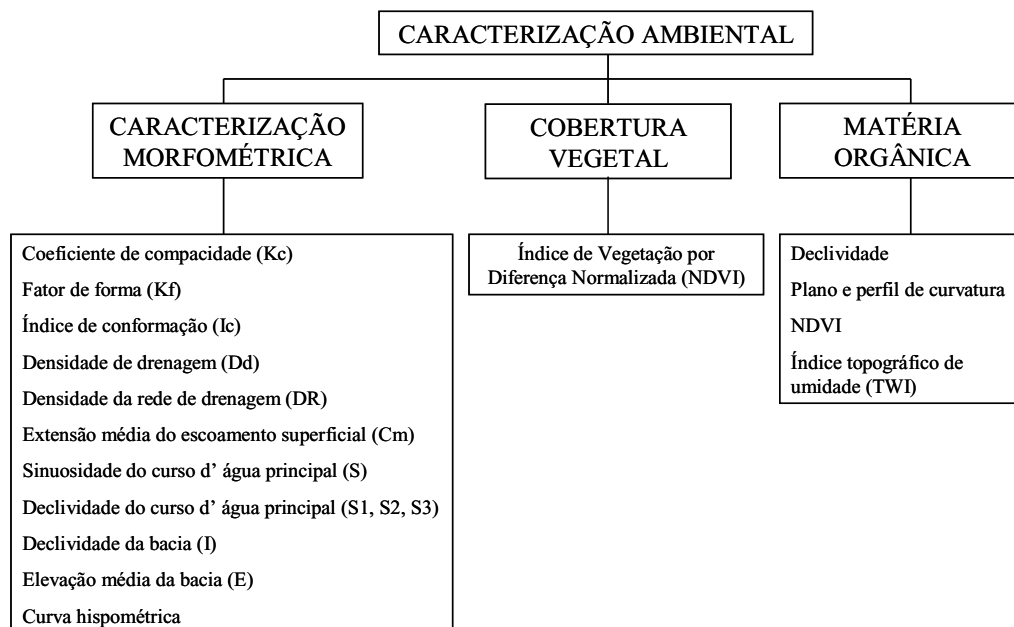 CARACTERIZAÇÃO AMBIENTAL
CARACTERIZAÇÃO
MORFOMÉTRICA
COBERTURA
VEGETAL
MATÉRIA
ORGÂNICA
Coeficiente de compacidade (Kc)
Fator de forma (Kf)
Índice de conformação (Ic)
Densidade de drenagem (Dd)
Densidade da rede de drenagem (DR)
Extensão média do escoamento superficial (Cm)
Sinuosidade do curso d' água principal (S)
Declividade do curso d' água principal (S1, S2, S3)
Declividade da bacia (I)
Elevação média da bacia (E)
Curva hispométrica
Índice de Vegetação por
Diferença Normalizada (NDVI)
Declividade
Plano e perfil de curvatura
NDVI
Índice topográfico de
umidade (TWI)